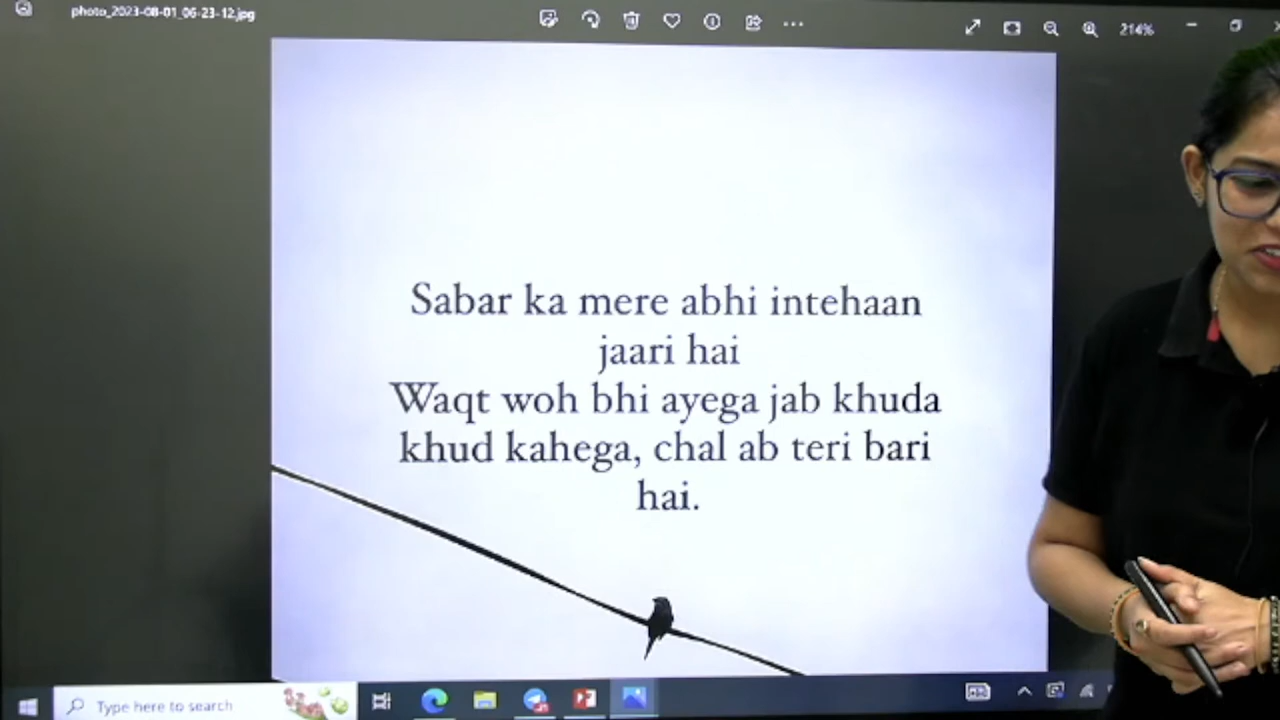 photo_2023-08-01_06-23-12.jpg
214%
Sabar ka mere abhi intehaan
jaari hai
Waqt woh bhi ayega jab khuda
khud kahega, chal ab teri bari
hai.
Type here to search